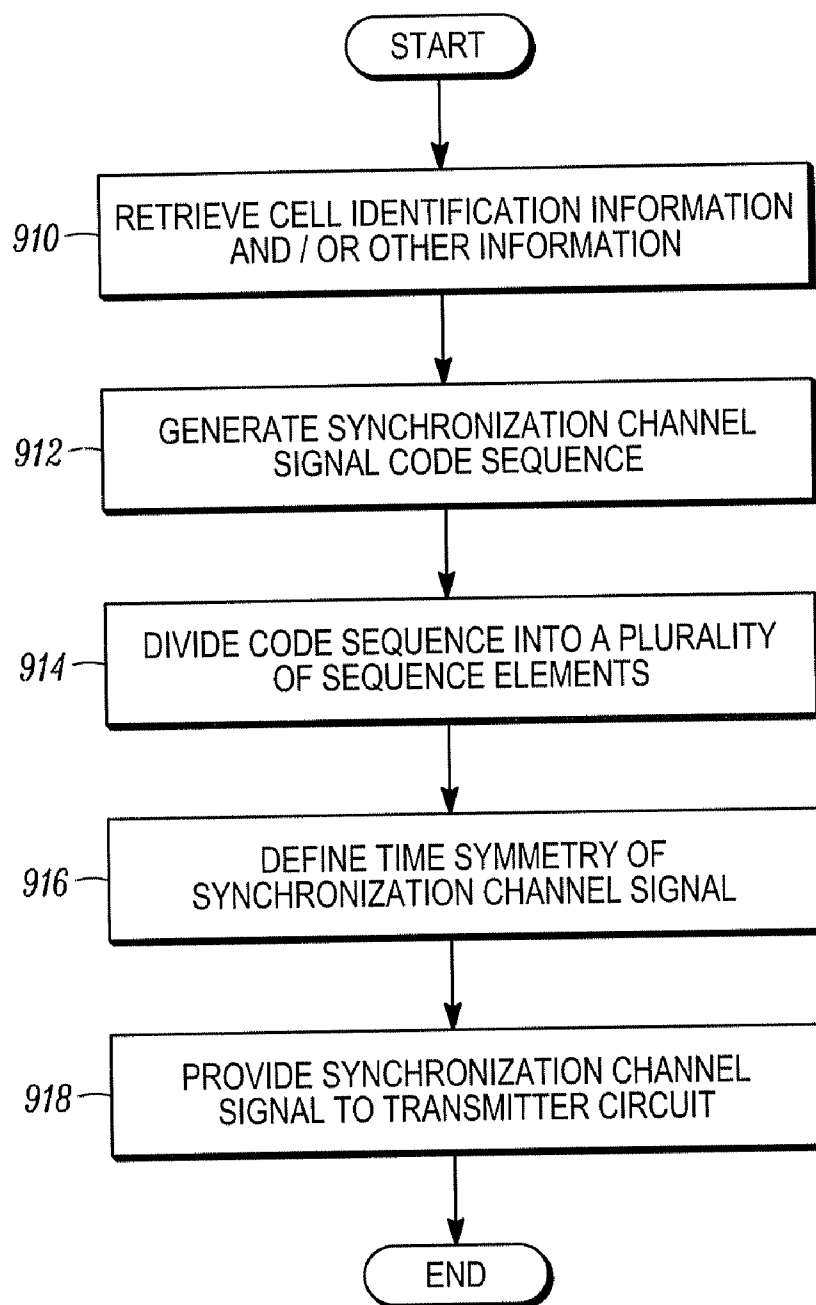 START
910
RETRIEVE CELL IDENTIFICATION INFORMATION
AND / OR OTHER INFORMATION
912
GENERATE SYNCHRONIZATION CHANNEL
SIGNAL CODE SEQUENCE
914
DIVIDE CODE SEQUENCE INTO A PLURALITY
OF SEQUENCE ELEMENTS
916
DEFINE TIME SYMMETRY OF
SYNCHRONIZATION CHANNEL SIGNAL
918
PROVIDE SYNCHRONIZATION CHANNEL
SIGNAL TO TRANSMITTER CIRCUIT
END